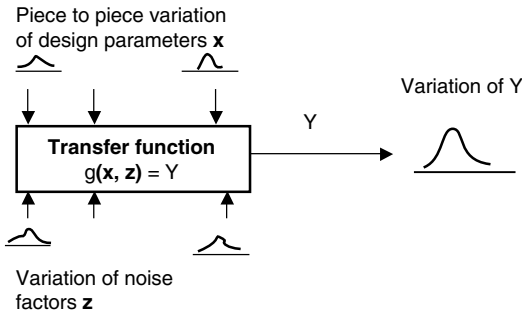 Piece to piece variation
of design parameters x
Variation of Y
Y
Transfer function
g(x, z) = Y
Variation of noise
factors z